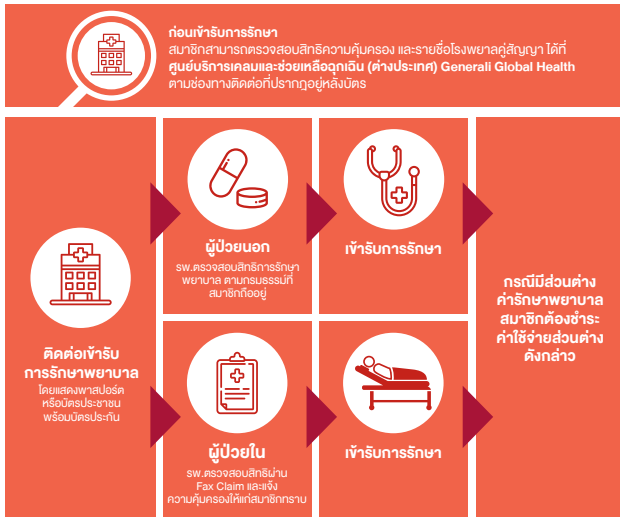 ก่อนเข้ารับการรักษา
สมาชิกสามารถตรวจสอบสิทธิความคุ้มครอง และรายชื่อโรงพยาบาลคู่สัญญา ได้ที่
ศูนย์บริการเคลมและช่วยเหลือฉุกเฉิน (ต่างประเทศ) Generali Global Health
ตามช่องทางติดต่อที่ปรากฏอยู่หลังบัตร
ติดต่อเข้ารับ
การรักษาพยาบาล
โดยแสดงพาสปอร์ต
หรือบัตรประชาชน
พร้อมบัตรประกัน
ผู้ป่วยนอก
รพ.ตรวจสอบสิทธิการรักษา
พยาบาล ตามกรมธรรม์ที่
สมาชิกถืออยู่
เข้ารับการรักษา
ผู้ป่วยใน
รพ.ตรวจสอบสิทธิผ่าน
Fax Claim และแจ้ง
ความคุ้มครองให้แก่สมาชิกทราบ
เข้ารับการรักษา
กรณีมีส่วนต่าง
ค่ารักษาพยาบาล
สมาชิกต้องชำระ
ค่าใช้จ่ายส่วนต่าง
ดังกล่าว